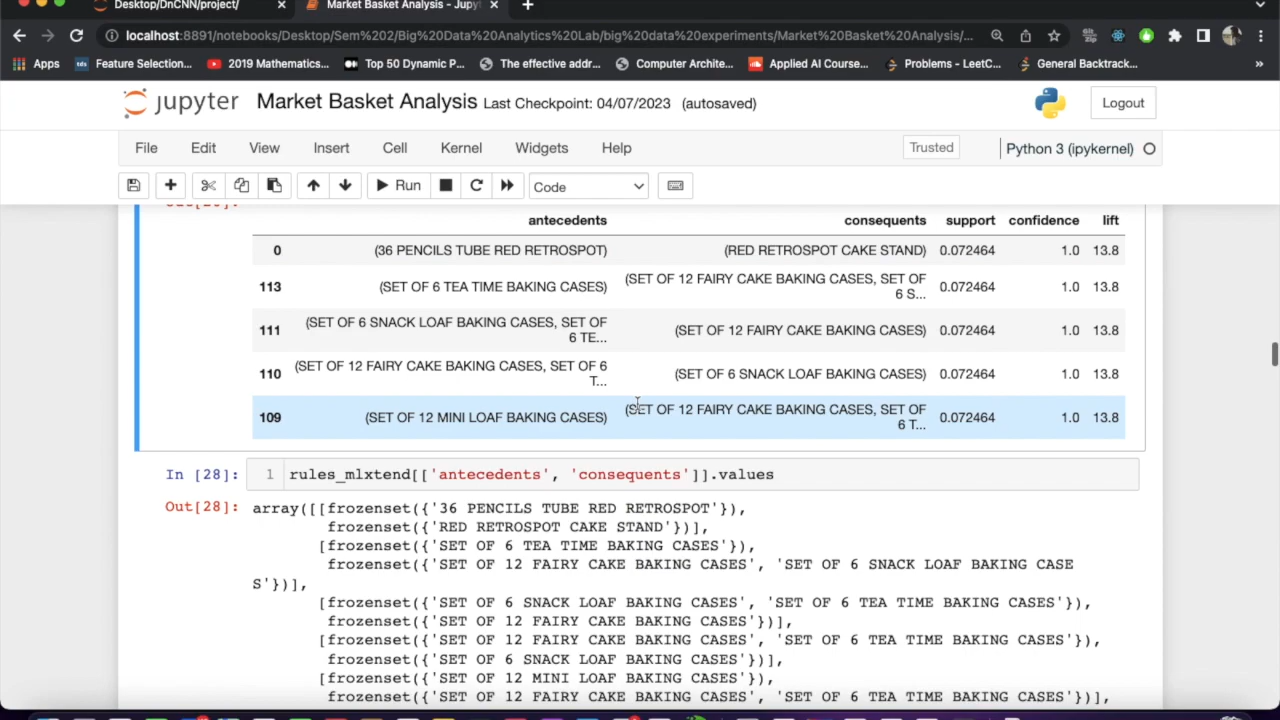 Desktop/DnCNN/project/
Market Basket Analysis - Jupyt
localhost:8891/notebooks/Desktop/Sem%202/Big%20Data%20Analytics%20Lab/big%20data%20experiments/Market%20Basket%20Analysis/...
Apps
Feature Selection...
2019 Mathematics...
Top 50 Dynamic P...
The effective addr...
Computer Archite...
Applied AI Course...
Problems - LeetC...
General Backtrack...
»
jupyter Market Basket Analysis Last Checkpoint: 04/07/2023 (autosaved)
Logout
File Edit View Insert Cell Kernel Widgets Help
Trusted
Python 3 (ipykernel)
Run
Code
antecedents consequents support confidence lift
0 (36 PENCILS TUBE RED RETROSPOT) (RED RETROSPOT CAKE STAND) 0.072464 1.0 13.8
113 (SET OF 6 TEA TIME BAKING CASES) (SET OF 12 FAIRY CAKE BAKING CASES, SET OF
6 S... 0.072464 1.0 13.8
111 (SET OF 6 SNACK LOAF BAKING CASES, SET OF
6 TE... (SET OF 12 FAIRY CAKE BAKING CASES) 0.072464 1.0 13.8
110 (SET OF 12 FAIRY CAKE BAKING CASES, SET OF 6
T... (SET OF 6 SNACK LOAF BAKING CASES) 0.072464 1.0 13.8
109 (SET OF 12 MINI LOAF BAKING CASES) (SET OF 12 FAIRY CAKE BAKING CASES, SET OF
6 T... 0.072464 1.0 13.8
In [28]: 1 rules_mlxtend[['antecedents', 'consequents']].values
Out[28]: array([[frozenset({'36 PENCILS TUBE RED RETROSPOT'}),
frozenset({'RED RETROSPOT CAKE STAND'})],
[frozenset({'SET OF 6 TEA TIME BAKING CASES'}),
frozenset({'SET OF 12 FAIRY CAKE BAKING CASES', 'SET OF 6 SNACK LOAF BAKING CASE
S'})],
[frozenset({'SET OF 6 SNACK LOAF BAKING CASES', 'SET OF 6 TEA TIME BAKING CASES'}),
frozenset({'SET OF 12 FAIRY CAKE BAKING CASES'})],
[frozenset({'SET OF 12 FAIRY CAKE BAKING CASES', 'SET OF 6 TEA TIME BAKING CASES'}),
frozenset({'SET OF 6 SNACK LOAF BAKING CASES'})],
[frozenset({'SET OF 12 MINI LOAF BAKING CASES'}),
frozenset({'SET OF 12 FAIRY CAKE BAKING CASES', 'SET OF 6 TEA TIME BAKING CASES'})],